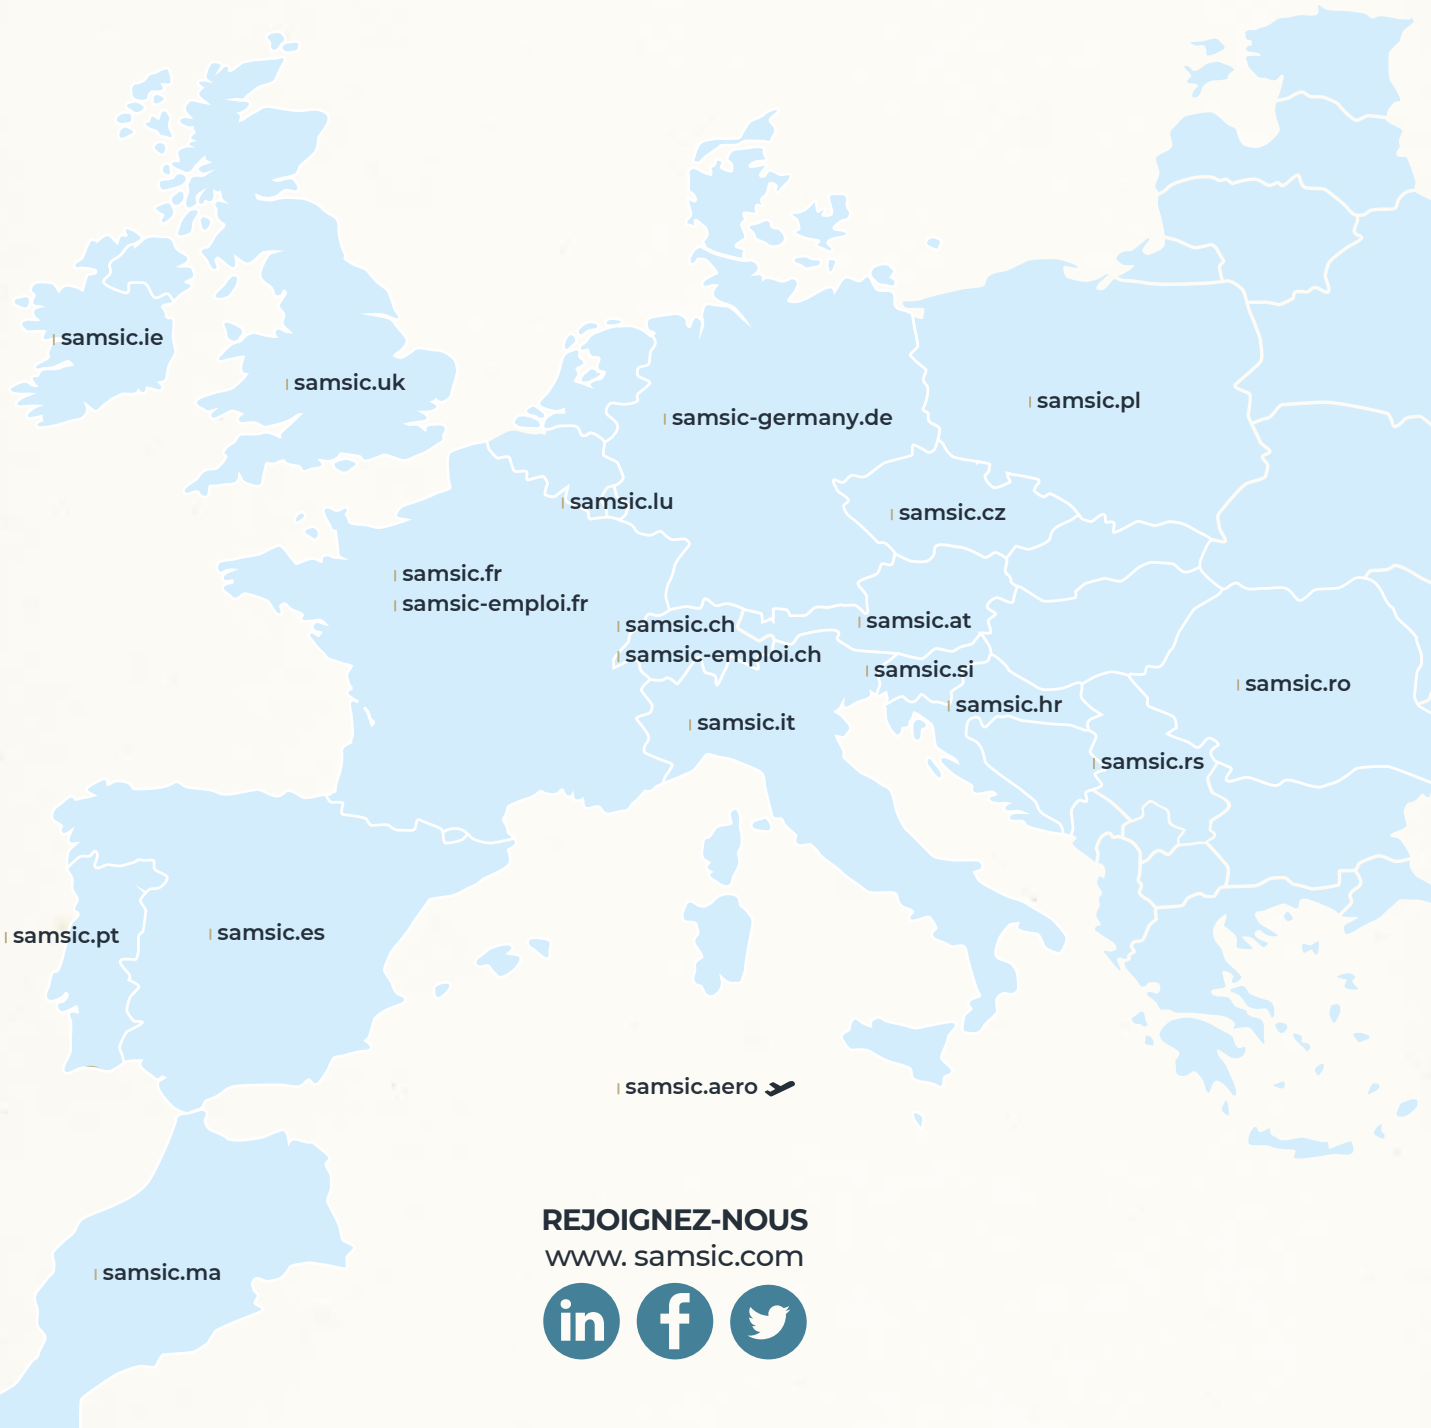 samsic.ie
samsic.uk
samsic-germany.de
samsic.pl
samsic.lu
samsic.cz
samsic.fr
samsic-emploi.fr
samsic.ch
samsic-emploi.ch
samsic.at
samsic.si
samsic.hr
samsic.ro
samsic.it
samsic.rs
samsic.pt
samsic.es
samsic.aero
samsic.ma
REJOIGNEZ-NOUS
www. samsic.com
in f